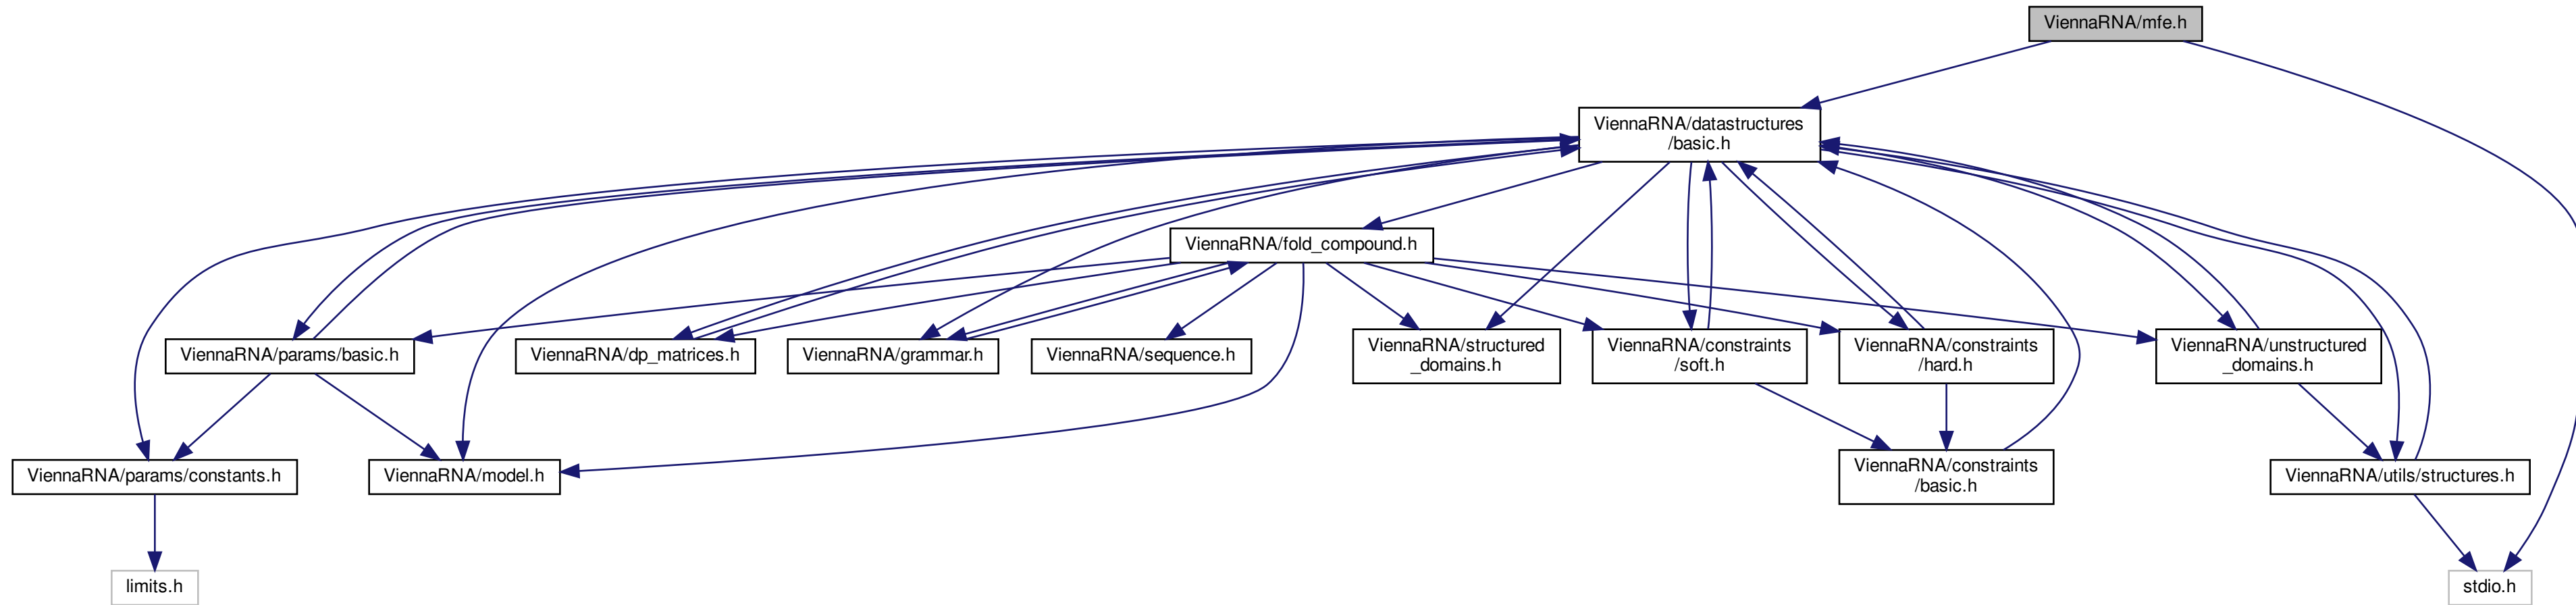 ViennaRNA/mfe.h
ViennaRNA/datastructures
/basic.h
ViennaRNA/fold_compound.h
ViennaRNA/params/basic.h
ViennaRNA/dp_matrices.h
ViennaRNA/grammar.h
ViennaRNA/sequence.h
ViennaRNA/structured
_domains.h
ViennaRNA/constraints
/soft.h
ViennaRNA/constraints
/hard.h
ViennaRNA/unstructured
_domains.h
ViennaRNA/params/constants.h
ViennaRNA/model.h
ViennaRNA/constraints
/basic.h
ViennaRNA/utils/structures.h
limits.h
stdio.h